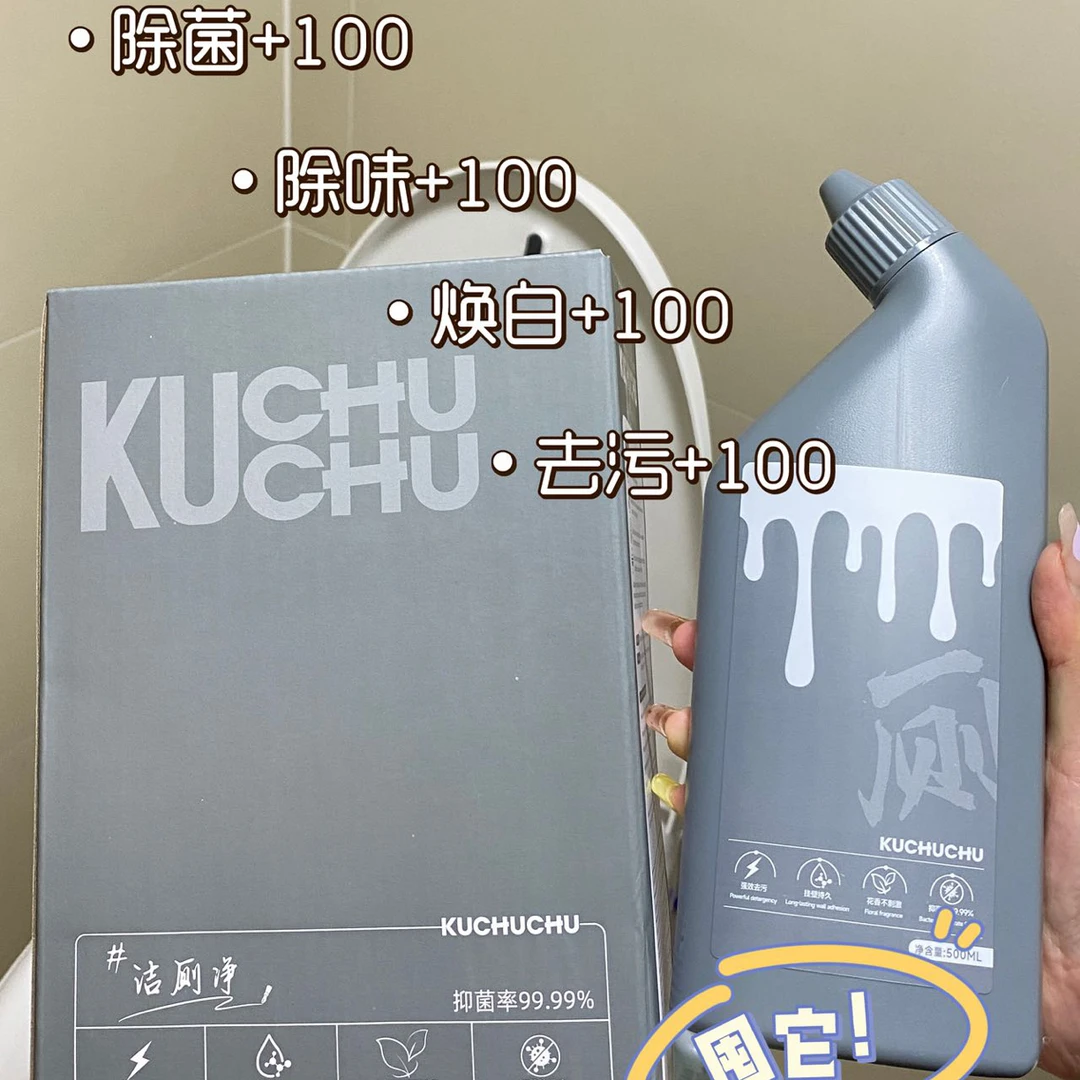 • 除菌+100
• 除味+100
• 焕白+100
• 去污+100
KUCHUCHU
KUCHUCHU
#洁厕净
抑菌率99.99%
厕
KUCHUCHU
强效去污
Powerful detergency
挂壁持久
Long-lasting wall adhesion
花香不刺激
Floral fragrance
净含量:500ML
囤它!